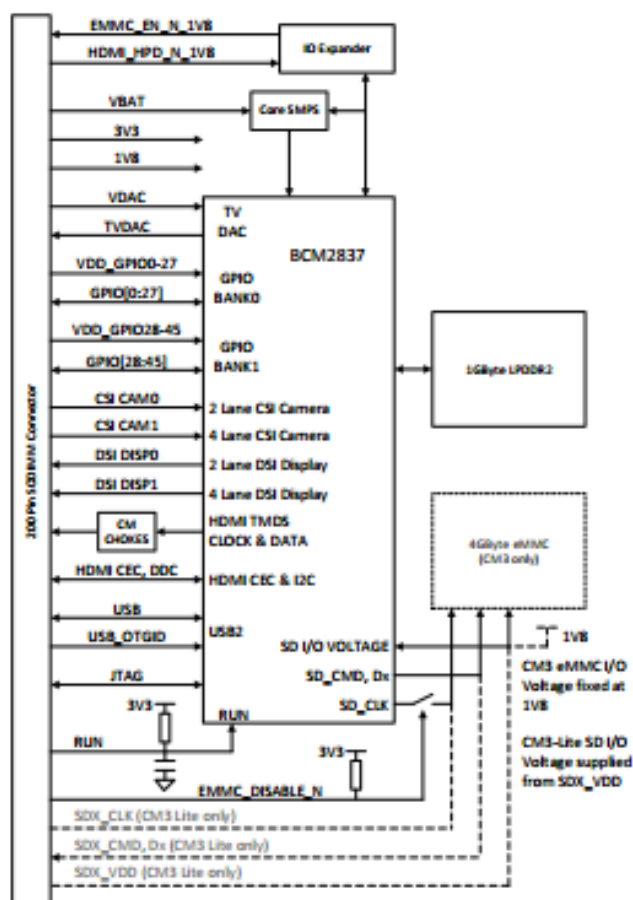 EMMC_EN_N_1V8
IO Expander
HDMI_HPD_N_1V8
VBAT
Core SMPS
3V3
1V8
VDAC
TV
DAC
TVDAC
BCM2837
VDD_GPIO0-27
GPIO
BANK0
GPIO[0:27]
VDD_GPIO28-45
GPIO
BANK1
GPIO[28:45]
1GByte LPDDR2
200 Pin SODIMM Connector
CSI CAM0
2 Lane CSI Camera
CSI CAM1
4 Lane CSI Camera
DSI DISP0
2 Lane DSI Display
DSI DISP1
4 Lane DSI Display
CM
CHOKES
HDMI TMDS
CLOCK & DATA
4GByte eMMC
(CM3 only)
HDMI CEC, DDC
HDMI CEC & I2C
USB
USB2
USB_OTGID
SD I/O VOLTAGE
1V8
JTAG
SD_CMD, Dx
CM3 eMMC I/O
Voltage fixed at
1V8
SD_CLK
3V3
RUN
RUN
3V3
CM3-Lite SD I/O
Voltage supplied
from SDX_VDD
EMMC_DISABLE_N
SDX_CLK (CM3 Lite only)
SDX_CMD, Dx (CM3 Lite only)
SDX_VDD (CM3 Lite only)